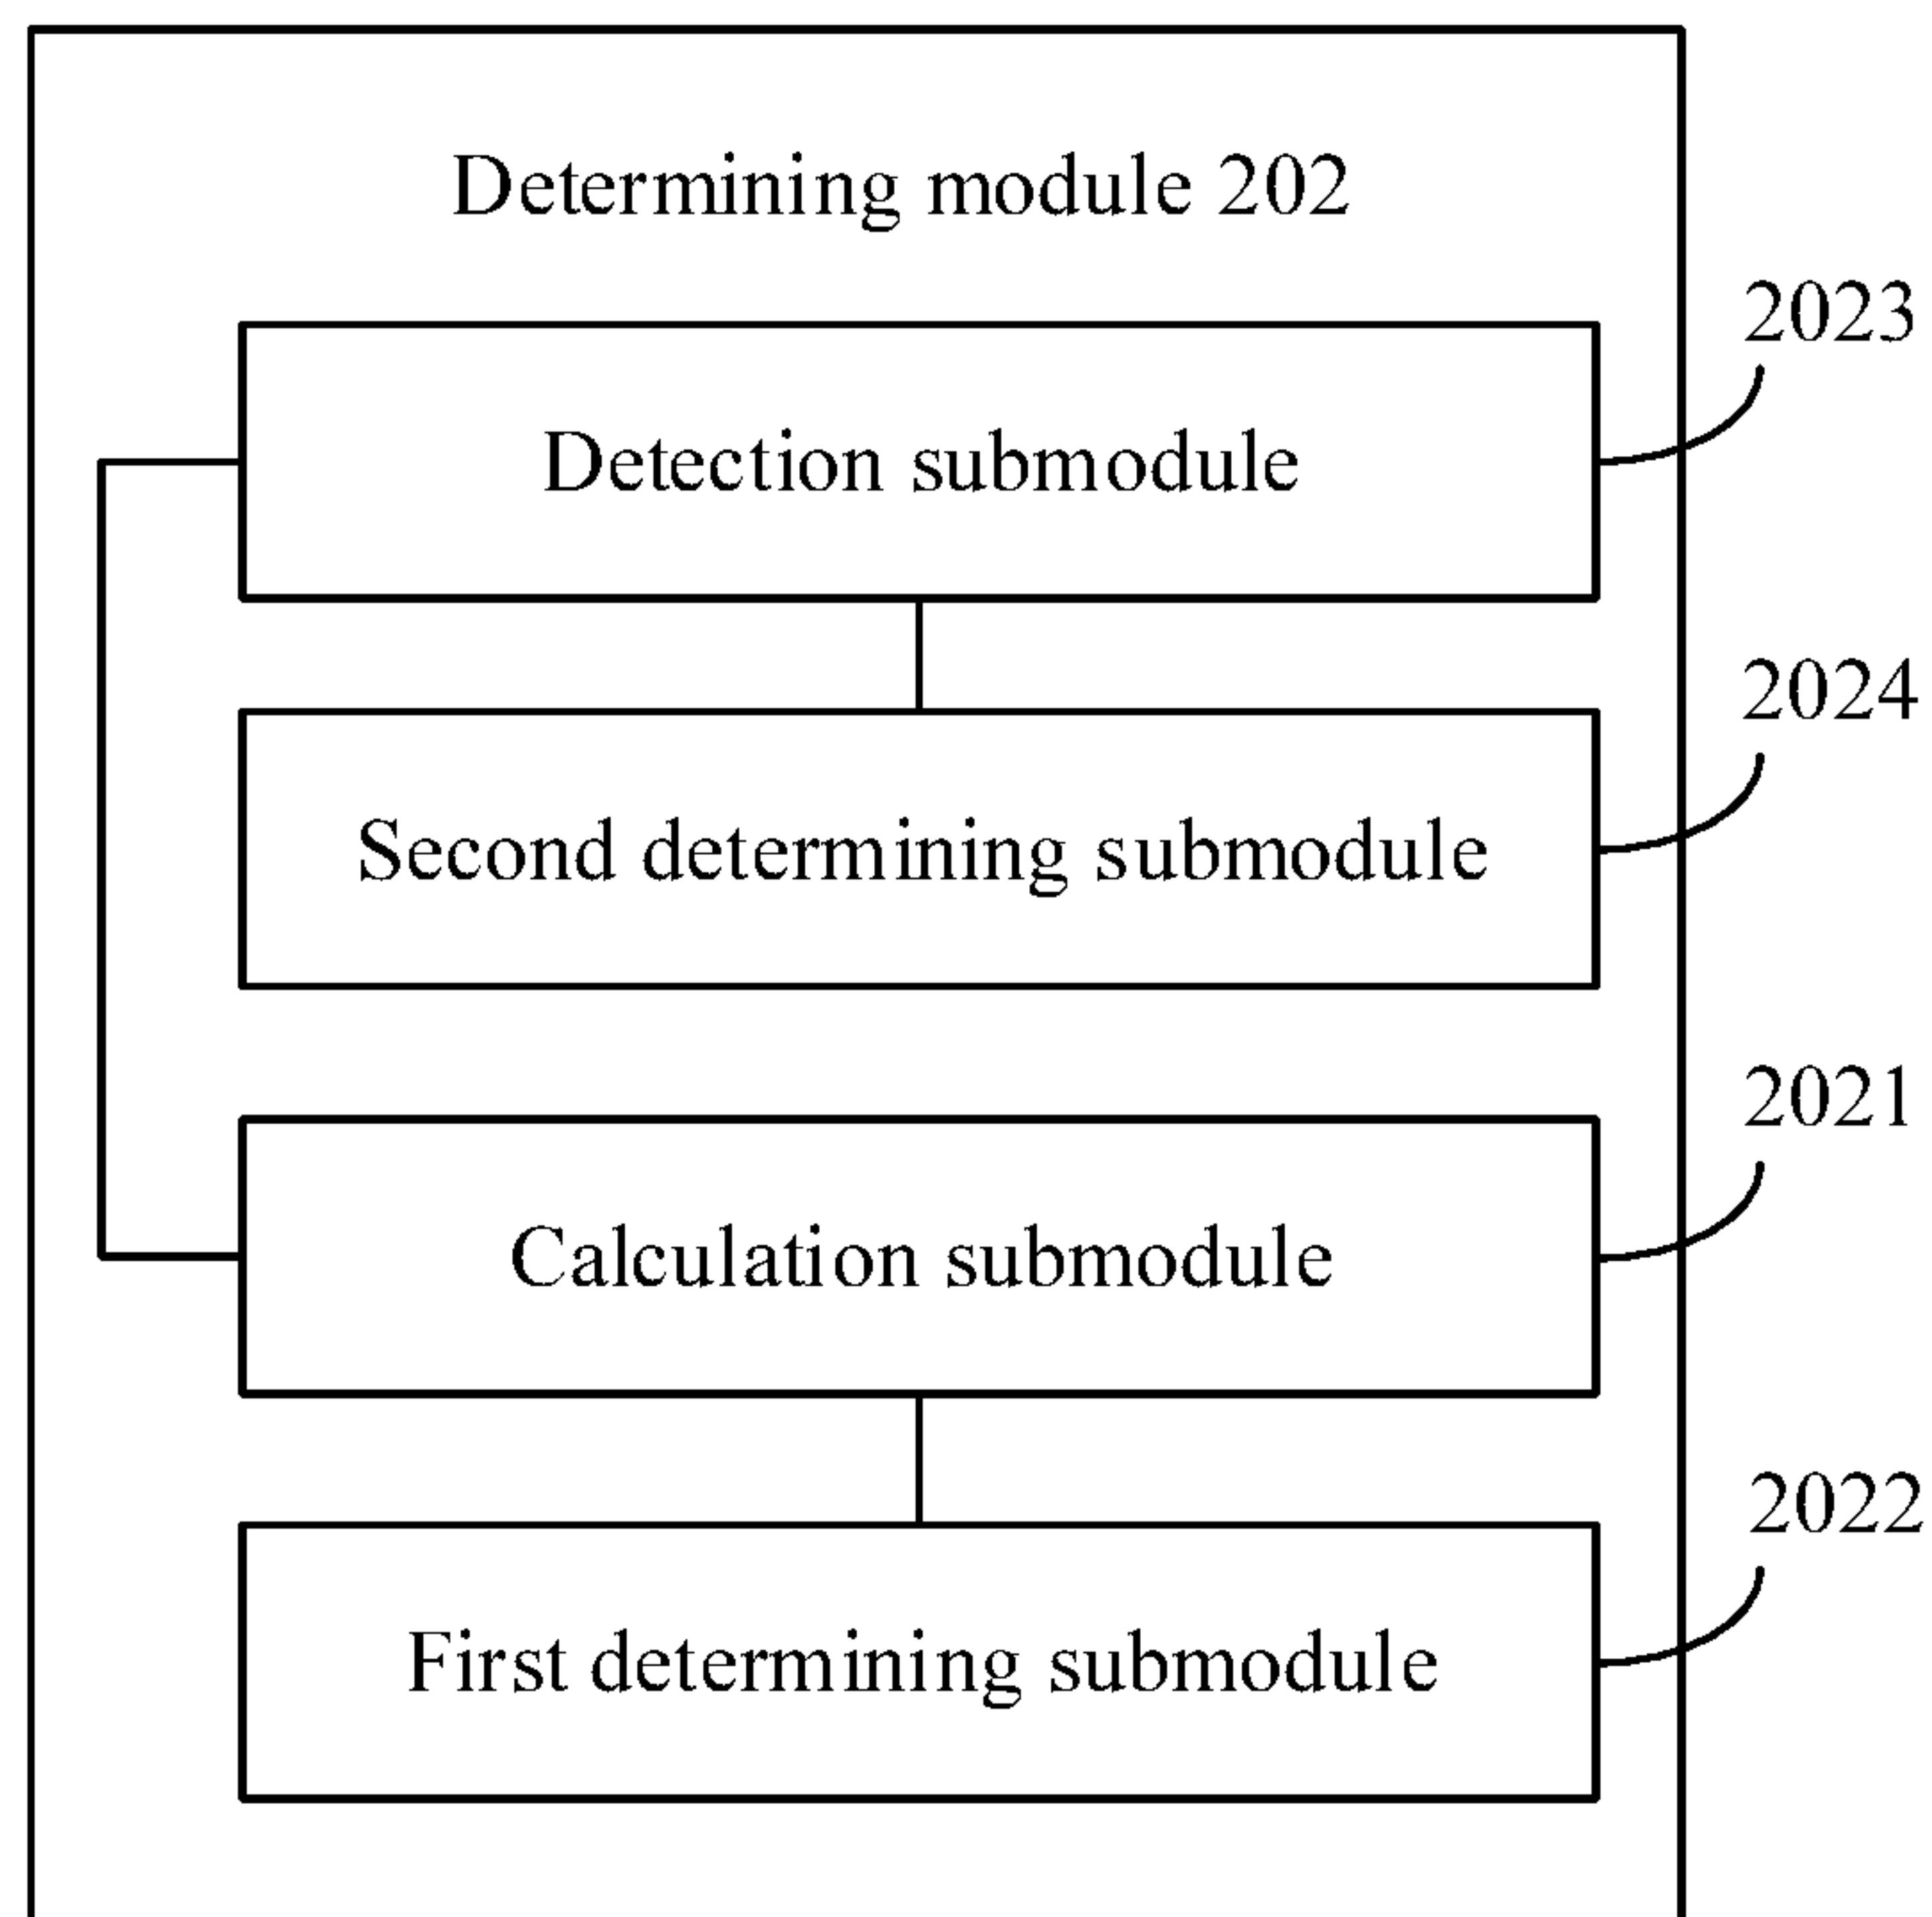 Determining module 202
2023
Detection submodule
2024
Second determining submodule
2021
Calculation submodule
2022
First determining submodule